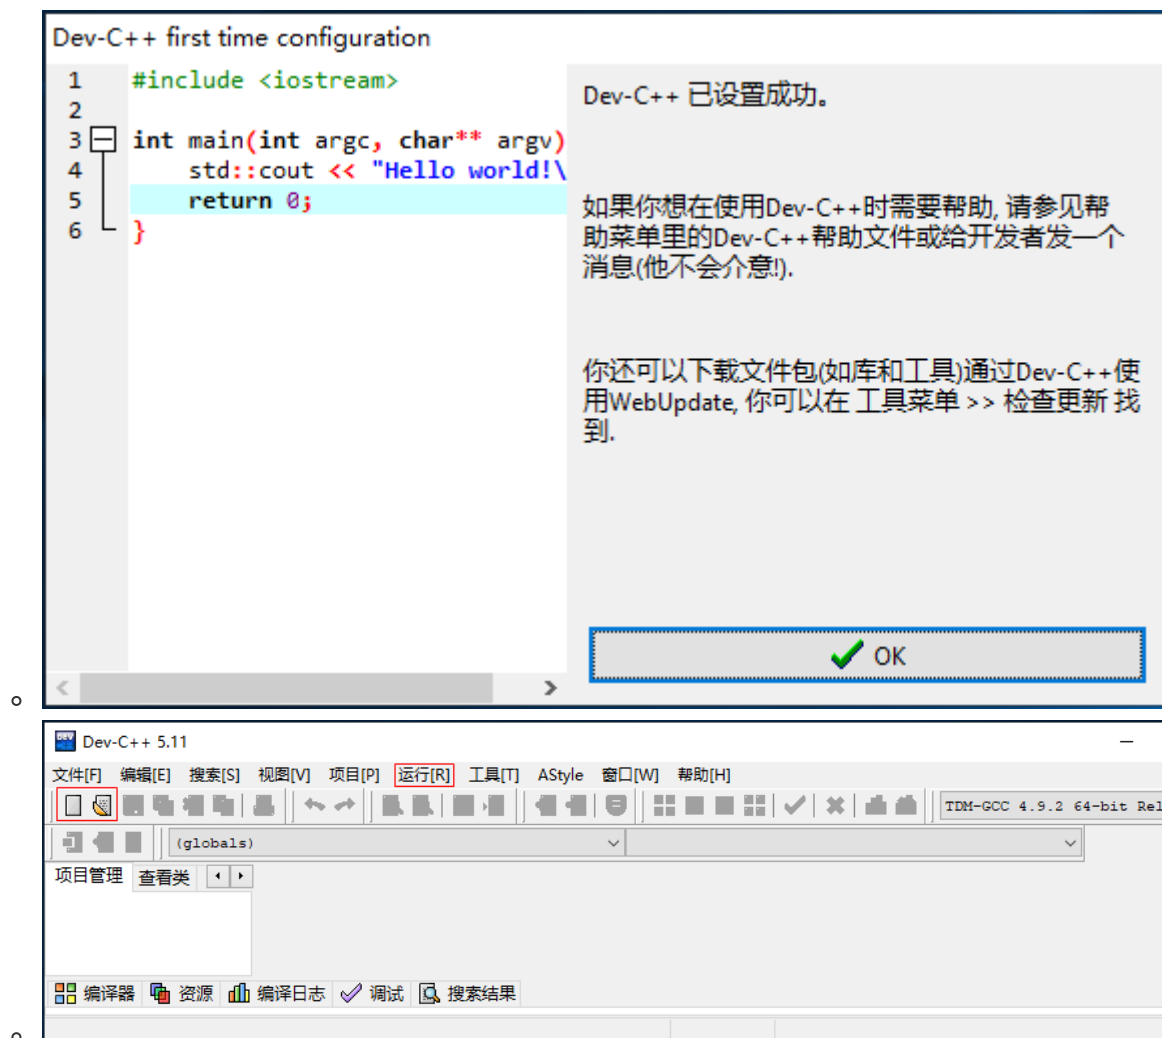 Dev-C++ first time configuration
1 #include <iostream>
2
3 int main(int argc, char** argv)
4 std::cout << "Hello world!\
5 return 0;
6 }
Dev-C++ 已设置成功。
如果你想在使用Dev-C++时需要帮助, 请参见帮
助菜单里的Dev-C++帮助文件或给开发者发一个
消息(他不会介意!).
你还可以下载文件包(如库和工具)通过Dev-C++使
用WebUpdate, 你可以在 工具菜单 >> 检查更新 找
到.
OK
Dev-C++ 5.11
文件[F] 编辑[E] 搜索[S] 视图[V] 项目[P] 运行[R] 工具[T] AStyle 窗口[W] 帮助[H]
TDM-GCC 4.9.2 64-bit Rel
(globals)
项目管理 查看类
编译器 资源 编译日志 调试 搜索结果